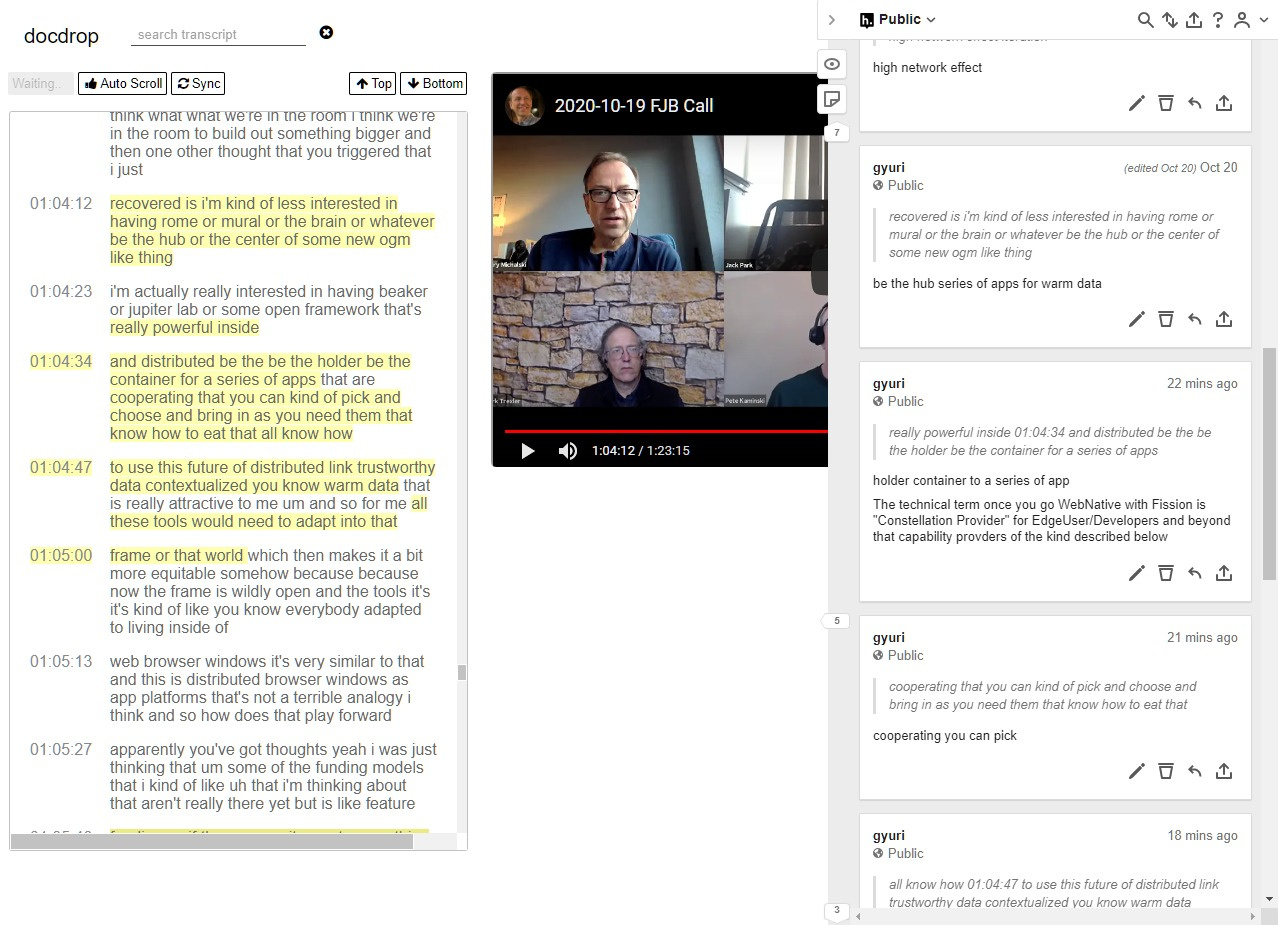 docdrop
search transcript
Waiting..
Auto Scroll
Sync
Top
Bottom
think what what we're in the room i think we're
in the room to build out something bigger and
then one other thought that you triggered that
i just
01:04:12
recovered is i'm kind of less interested in
having rome or mural or the brain or whatever
be the hub or the center of some new ogm
like thing
01:04:23
i'm actually really interested in having beaker
or jupiter lab or some open framework that's
really powerful inside
01:04:34
and distributed be the be the holder be the
container for a series of apps that are
cooperating that you can kind of pick and
choose and bring in as you need them that
know how to eat that all know how
01:04:47
to use this future of distributed link trustworthy
data contextualized you know warm data that
is really attractive to me um and so for me all
these tools would need to adapt into that
01:05:00
frame or that world which then makes it a bit
more equitable somehow because because
now the frame is wildly open and the tools it's
it's kind of like you know everybody adapted
to living inside of
01:05:13
web browser windows it's very similar to that
and this is distributed browser windows as
app platforms that's not a terrible analogy i
think and so how does that play forward
01:05:27
apparently you've got thoughts yeah i was just
thinking that um some of the funding models
that i kind of like uh that i'm thinking about
that aren't really there yet but is like feature
2020-10-19 FJB Call
ry Michalski
Jack Park
rk Trexler
Pete Kaminski
1:04:12 / 1:23:15
h. Public
7
5
3
high network effect iteration
high network effect
gyuri
(edited Oct 20) Oct 20
Public
recovered is i'm kind of less interested in having rome or
mural or the brain or whatever be the hub or the center of
some new ogm like thing
be the hub series of apps for warm data
gyuri
22 mins ago
Public
really powerful inside 01:04:34 and distributed be the be
the holder be the container for a series of apps
holder container to a series of app
The technical term once you go WebNative with Fission is
"Constellation Provider" for EdgeUser/Developers and beyond
that capability provders of the kind described below
gyuri
21 mins ago
Public
cooperating that you can kind of pick and choose and
bring in as you need them that know how to eat that
cooperating you can pick
gyuri
18 mins ago
Public
all know how 01:04:47 to use this future of distributed link
trustworthy data contextualized you know warm data